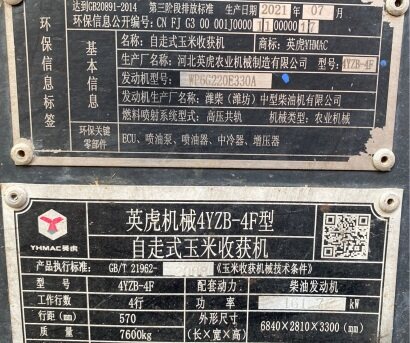 达到GB20891-2014 第三阶段排放标准 生产日期 2021年07月
环保信息公开编号:CN FJ G3 00 001J0000 11 0000017
环保信息标签
基本信息
名称:自走式玉米收获机 商标:英虎YHMAC
生产厂名称:河北英虎农业机械制造有限公司 型号4YZB-4F
发动机型号: WP6G220E330A
发动机生产厂名称:潍柴(潍坊)中型柴油机有限公司
燃料喷射系统型式:高压共轨 机械类型:农业机械
环保关键零部件
ECU、喷油泵、喷油器、中冷器、增压器
YHMAC英虎
英虎机械4YZB-4F型
自走式玉米收获机
产品执行标准: GB/T 21962- 《玉米收获机械技术条件》
型号 4YZB-4F 配套动力: 柴油发动机
工作行数 4行 功率: kW
行距(mm) 570 外形尺寸(长×宽×高) 6840×2810×3300(mm)
质量 7600kg